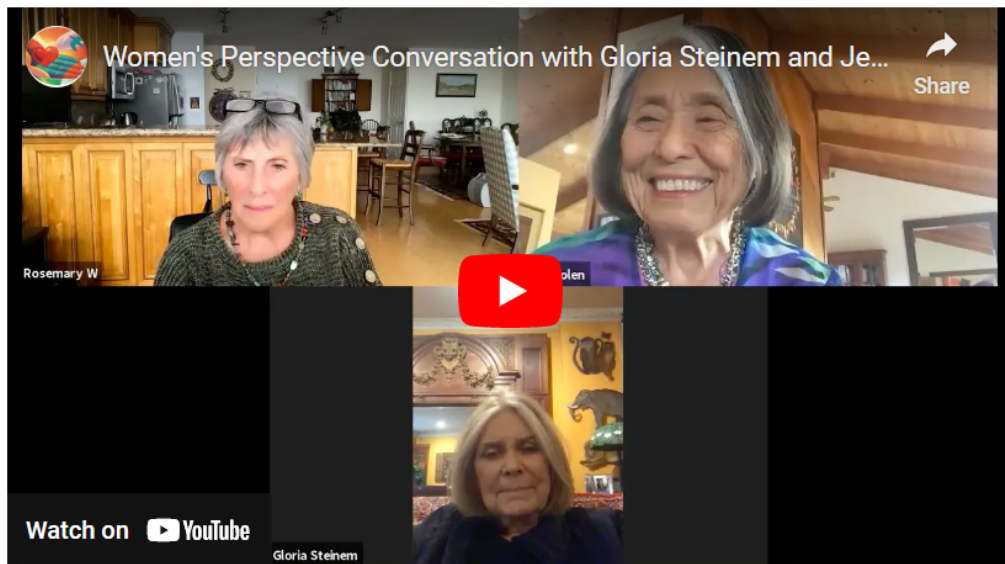 Women's Perspective Conversation with Gloria Steinem and Je...
Share
Rosemary W
olen
Watch on YouTube
Gloria Steinem